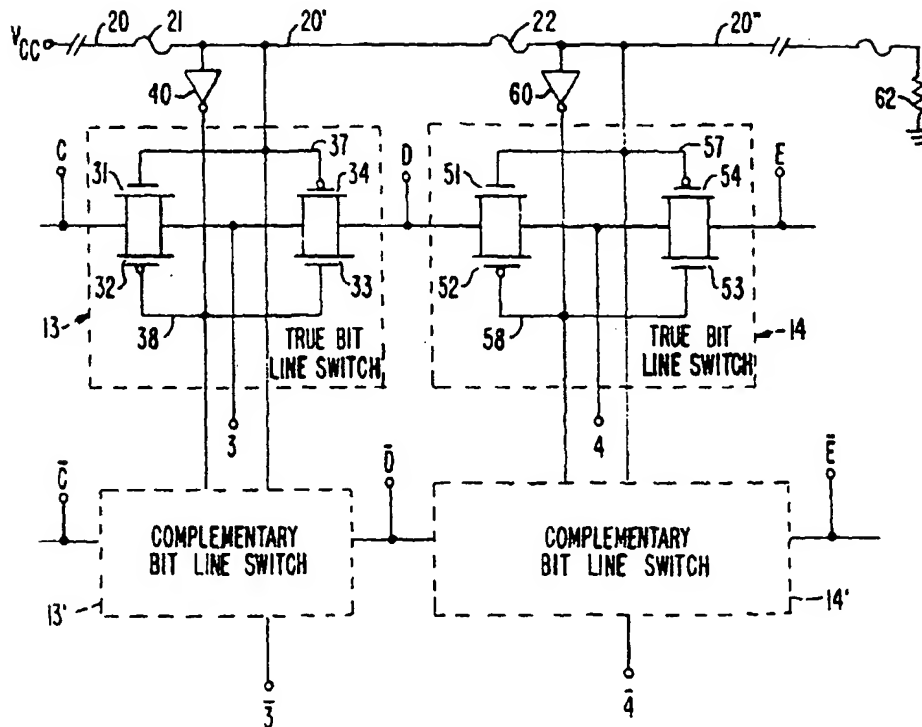 V_CC 20 21 20' 22 20"
40 60 62
C 31 37 34 D 51 57 54 E
32 33 52 53
13 38 58 14
TRUE BIT
LINE SWITCH
TRUE BIT
LINE SWITCH
3 4
C̄ D̄ Ē
COMPLEMENTARY
BIT LINE SWITCH
COMPLEMENTARY
BIT LINE SWITCH
13' 14'
3̄ 4̄